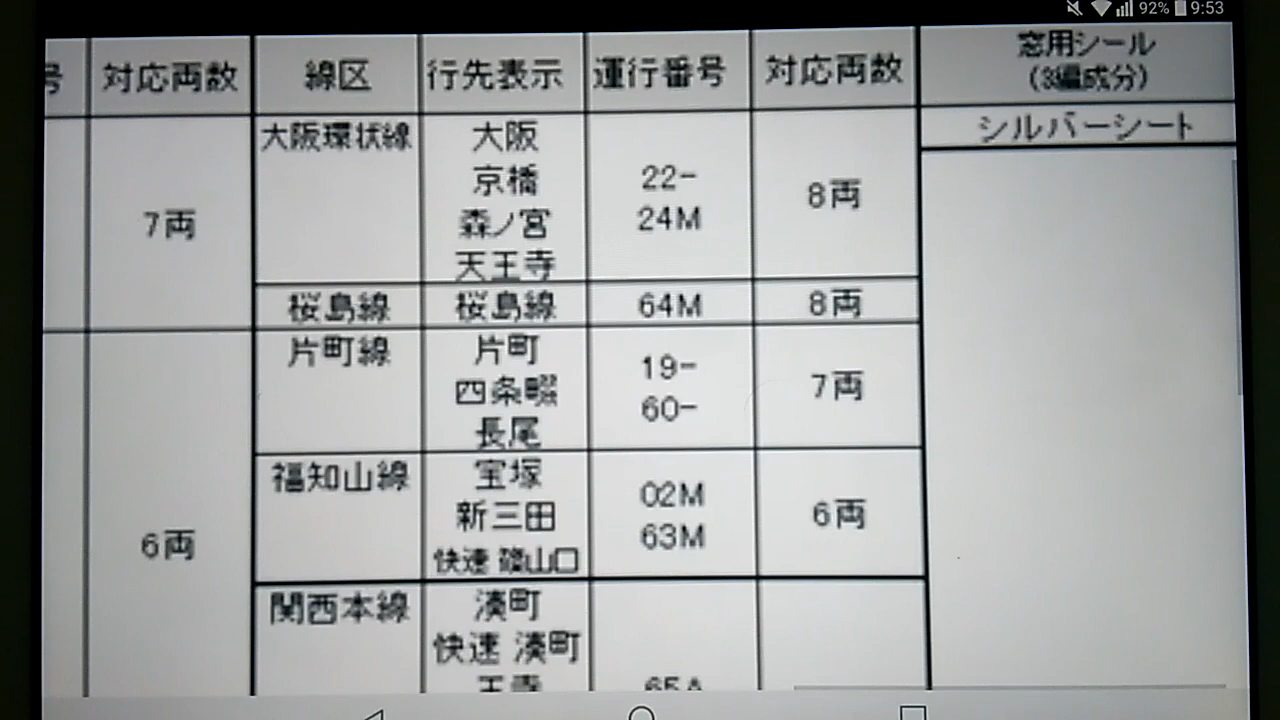 92% 9:53
号 対応両数 線区 行先表示 運行番号 対応両数 窓用シール
(3編成分)
シルバーシート
7両 大阪環状線 大阪 22- 8両
京橋 24M
森ノ宮
天王寺
桜島線 桜島線 64M 8両
6両 片町線 片町 19- 7両
四条畷 60-
長尾
福知山線 宝塚 02M 6両
新三田 63M
快速 篠山口
関西本線 湊町
快速 湊町
王寺 65A